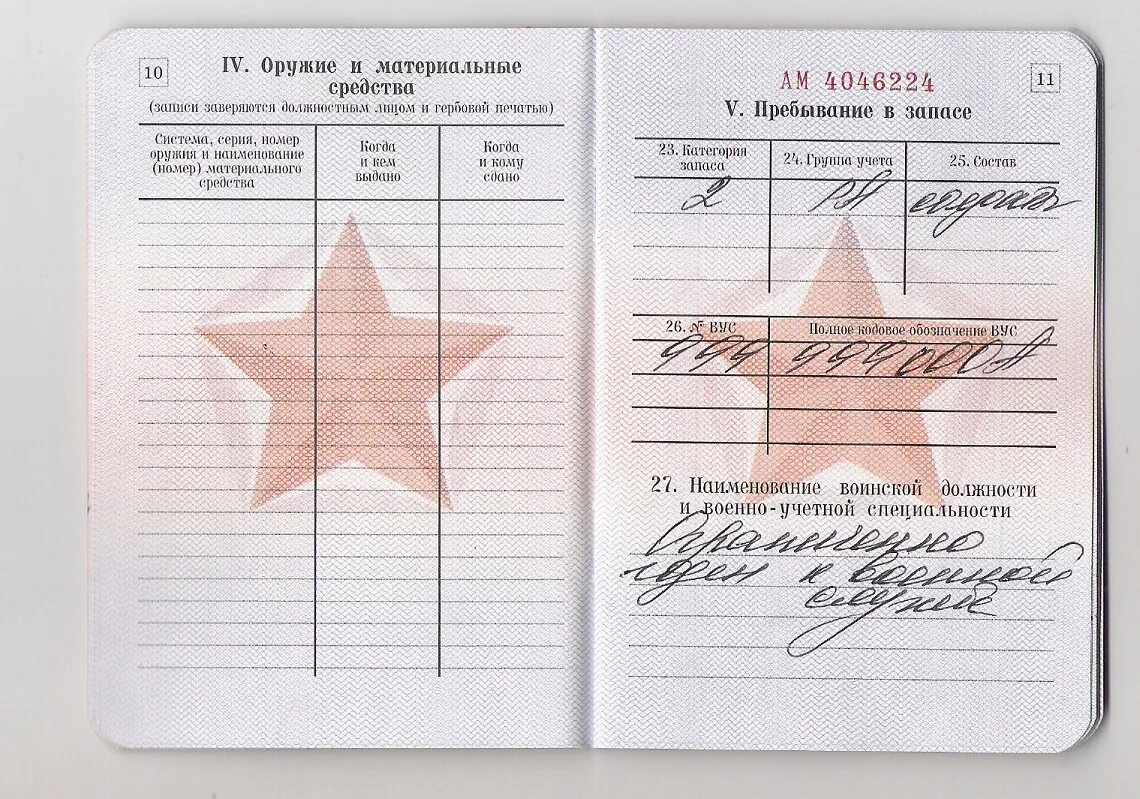 10
IV. Оружие и материальные
средства
(записи заверяются должностным лицом и гербовой печатью)
Система, серия, номер
оружия и наименование
(номер) материального
средства
Когда
и кем
выдано
Когда
и кому
сдано
АМ 4046224
11
V. Пребывание в запасе
23. Категория
запаса
24. Группа учета
25. Состав
2
РА
солдаты
26. № ВУС
Полное кодовое обозначение ВУС
999
999000А
27. Наименование воинской должности
и военно-учетной специальности
Ограниченно
годен к военной
службе